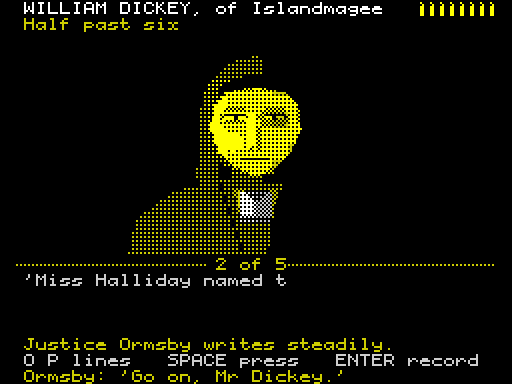 WILLIAM DICKEY, of Islandmagee
Half past six
2 of 5
'Miss Halliday named t
Justice Ormsby writes steadily.
O P lines   SPACE press   ENTER record
Ormsby: 'Go on, Mr Dickey.'